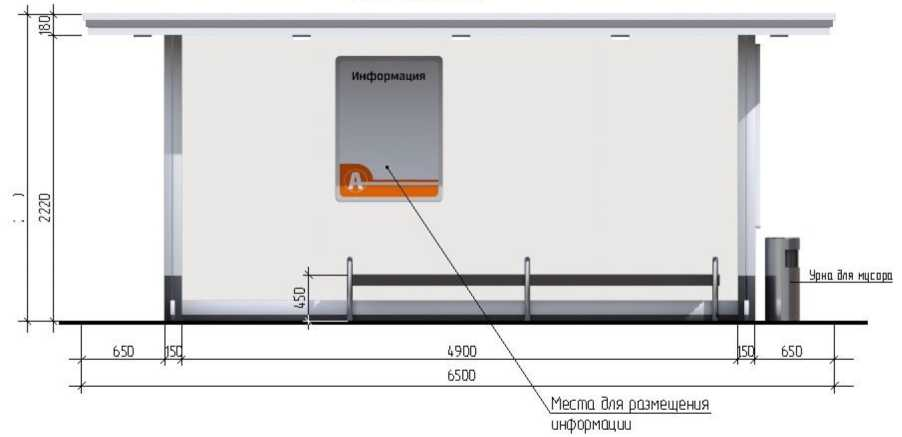 180
Информация
A
2220
450
Урна для мусора
650
150
4900
150
650
6500
Места для размещения
информации